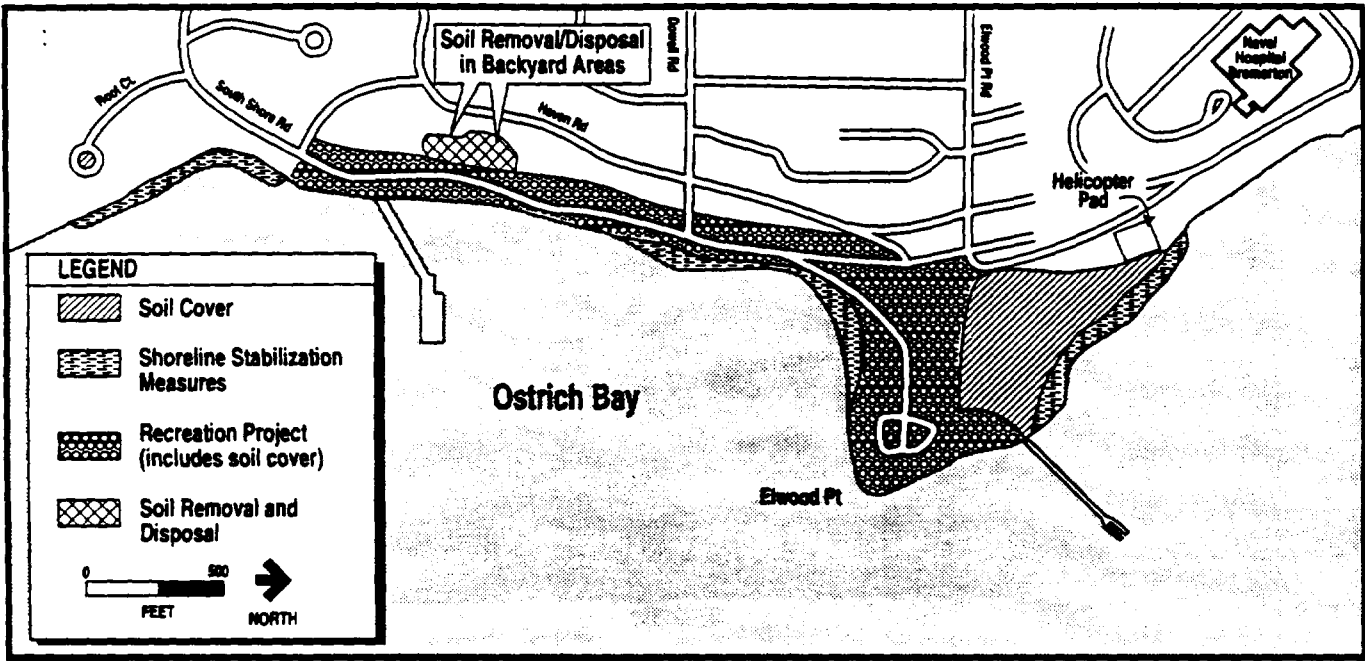 Soil Removal/Disposal
in Backyard Areas
Dowell Rd
Elwood Pt Rd
Naval
Hospital
Bremerton
Root Ct.
South Shore Rd
Haven Rd
Helicopter
Pad
LEGEND
Soil Cover
Shoreline Stabilization
Measures
Recreation Project
(includes soil cover)
Soil Removal and
Disposal
0 500
FEET
NORTH
Ostrich Bay
Elwood Pt